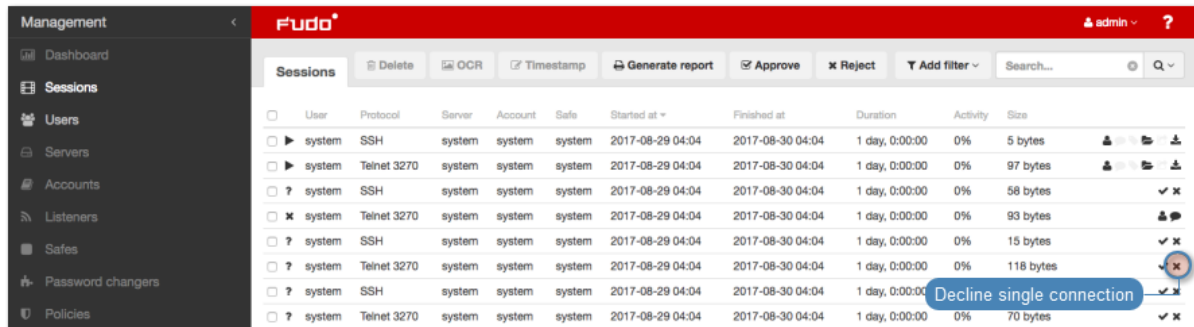 Management
Fudo
admin
?
Dashboard
Sessions
Users
Servers
Accounts
Listeners
Safes
Password changers
Policies
Sessions Delete OCR Timestamp Generate report Approve Reject Add filter Search...
User Protocol Server Account Safe Started at Finished at Duration Activity Size
system SSH system system system 2017-08-29 04:04 2017-08-30 04:04 1 day, 0:00:00 0% 5 bytes
system Telnet 3270 system system system 2017-08-29 04:04 2017-08-30 04:04 1 day, 0:00:00 0% 97 bytes
? system SSH system system system 2017-08-29 04:04 2017-08-30 04:04 1 day, 0:00:00 0% 58 bytes
system Telnet 3270 system system system 2017-08-29 04:04 2017-08-30 04:04 1 day, 0:00:00 0% 93 bytes
? system SSH system system system 2017-08-29 04:04 2017-08-30 04:04 1 day, 0:00:00 0% 15 bytes
? system Telnet 3270 system system system 2017-08-29 04:04 2017-08-30 04:04 1 day, 0:00:00 0% 118 bytes
? system SSH system system system 2017-08-29 04:04 2017-08-30 04:04 1 day, 0:00:00
Decline single connection
? system Telnet 3270 system system system 2017-08-29 04:04 2017-08-30 04:04 1 day, 0:00:00 0% 70 bytes